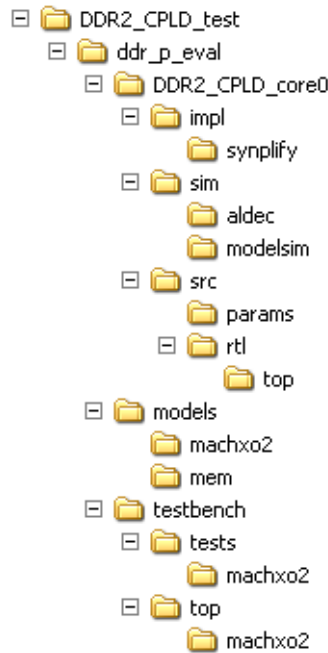 DDR2_CPLD_test
ddr_p_eval
DDR2_CPLD_core0
impl
synplify
sim
aldec
modelsim
src
params
rtl
top
models
machxo2
mem
testbench
tests
machxo2
top
machxo2